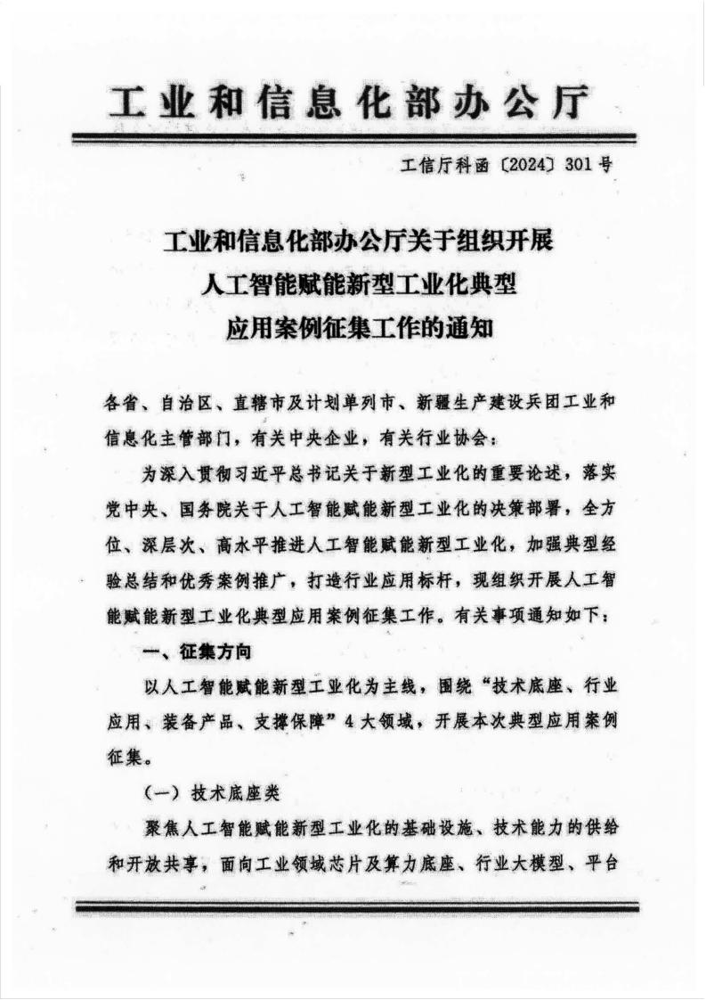 工业和信息化部办公厅
工信厅科函〔2024〕301号
工业和信息化部办公厅关于组织开展
人工智能赋能新型工业化典型
应用案例征集工作的通知
各省、自治区、直辖市及计划单列市、新疆生产建设兵团工业和
信息化主管部门，有关中央企业，有关行业协会：
为深入贯彻习近平总书记关于新型工业化的重要论述，落实
党中央、国务院关于人工智能赋能新型工业化的决策部署，全方
位、深层次、高水平推进人工智能赋能新型工业化，加强典型经
验总结和优秀案例推广，打造行业应用标杆，现组织开展人工智
能赋能新型工业化典型应用案例征集工作。有关事项通知如下：
一、征集方向
以人工智能赋能新型工业化为主线，围绕“技术底座、行业
应用、装备产品、支撑保障”4大领域，开展本次典型应用案例
征集。
（一）技术底座类
聚焦人工智能赋能新型工业化的基础设施、技术能力的供给
和开放共享，面向工业领域芯片及算力底座、行业大模型、平台